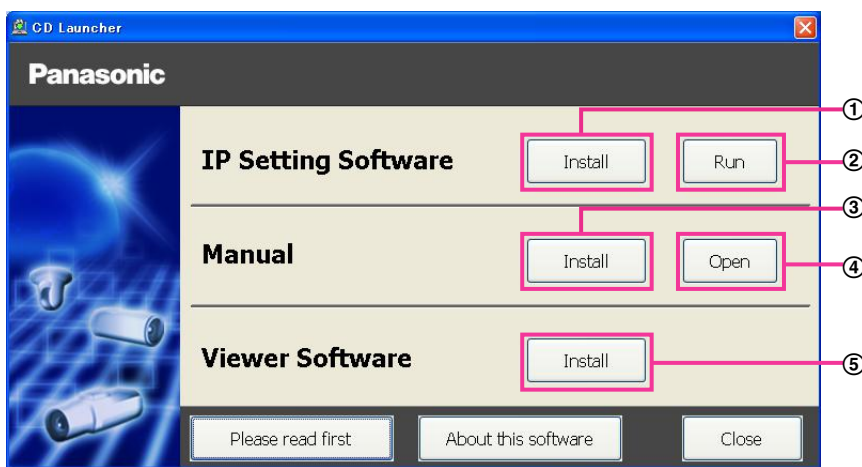 CD Launcher
Panasonic
①
IP Setting Software Install Run ②
③
Manual Install Open ④
Viewer Software Install ⑤
Please read first About this software Close